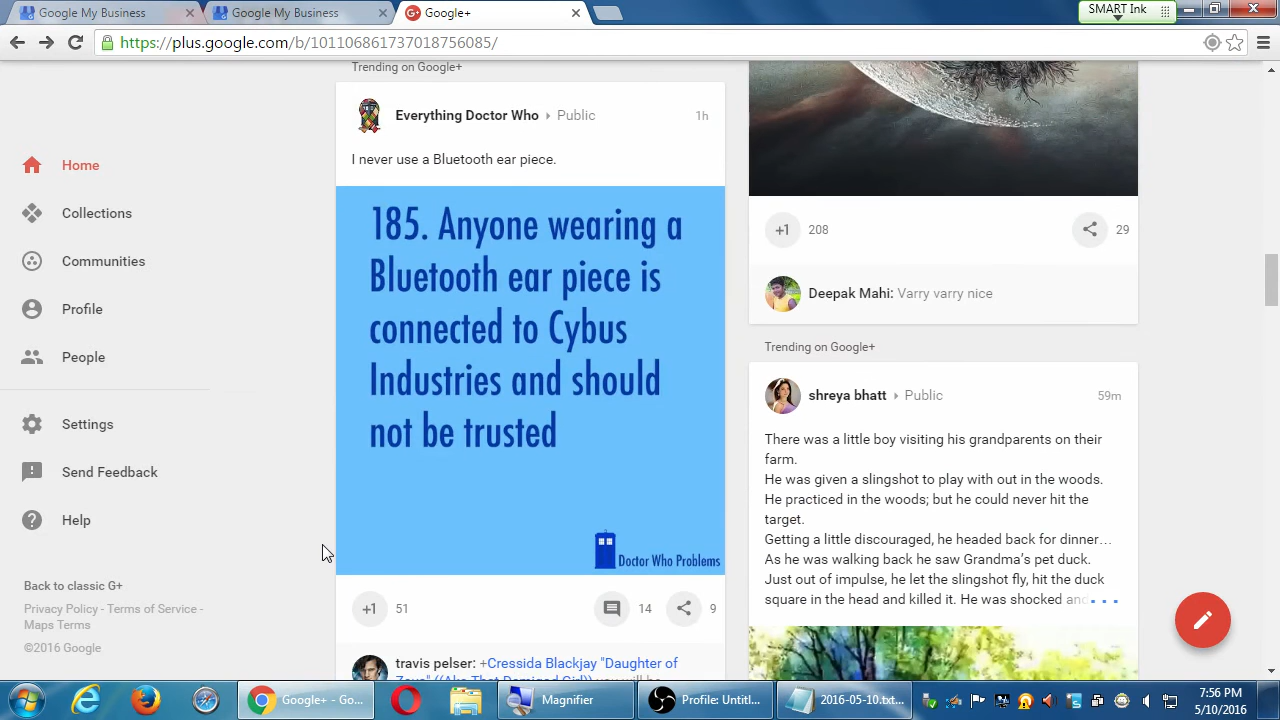 Google My Business
Google My Business
Google+
SMART Ink
https://plus.google.com/b/101106861737018756085/
Home
Collections
Communities
Profile
People
Settings
Send Feedback
Help
Back to classic G+
Privacy Policy - Terms of Service -
Maps Terms
©2016 Google
Trending on Google+
Everything Doctor Who Public
1h
I never use a Bluetooth ear piece.
185. Anyone wearing a
Bluetooth ear piece is
connected to Cybus
Industries and should
not be trusted
Doctor Who Problems
+1 51
14
9
travis pelser: +Cressida Blackjay "Daughter of
+1 208
29
Deepak Mahi: Varry varry nice
Trending on Google+
shreya bhatt Public
59m
There was a little boy visiting his grandparents on their
farm.
He was given a slingshot to play with out in the woods.
He practiced in the woods; but he could never hit the
target.
Getting a little discouraged, he headed back for dinner…
As he was walking back he saw Grandma's pet duck.
Just out of impulse, he let the slingshot fly, hit the duck
square in the head and killed it. He was shocked and
Google+ - Go...
Magnifier
Profile: Untitl...
2016-05-10.txt...
7:56 PM
5/10/2016